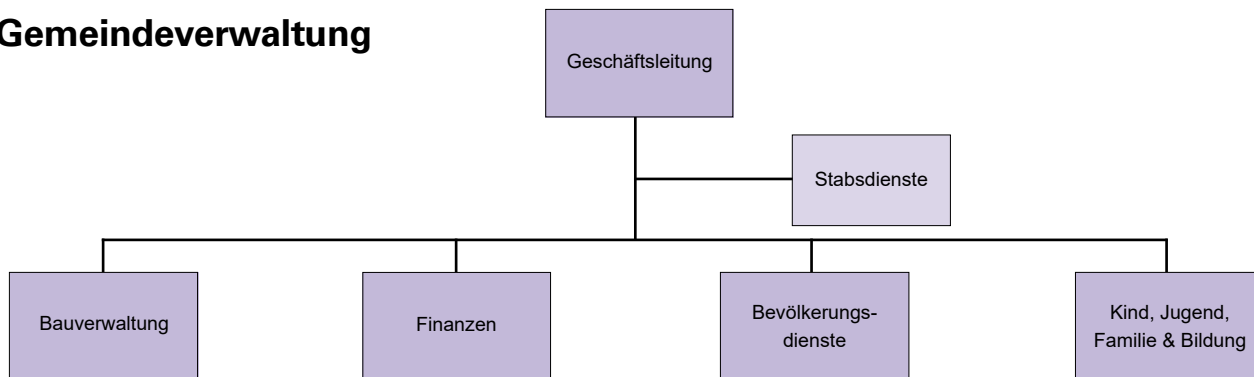 Gemeindeverwaltung
Geschäftsleitung
Stabsdienste
Bauverwaltung
Finanzen
Bevölkerungs-
dienste
Kind, Jugend,
Familie & Bildung